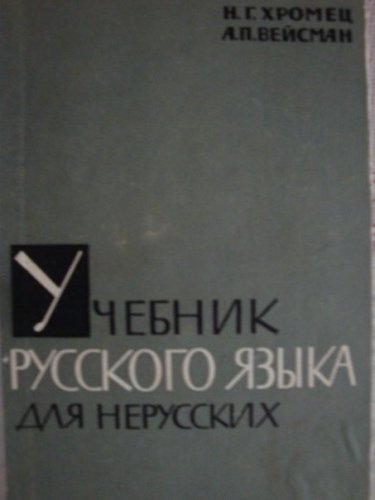 Н. Г. ХРОМЕЦ
А. П. ВЕЙСМАН
УЧЕБНИК
РУССКОГО ЯЗЫКА
ДЛЯ НЕРУССКИХ